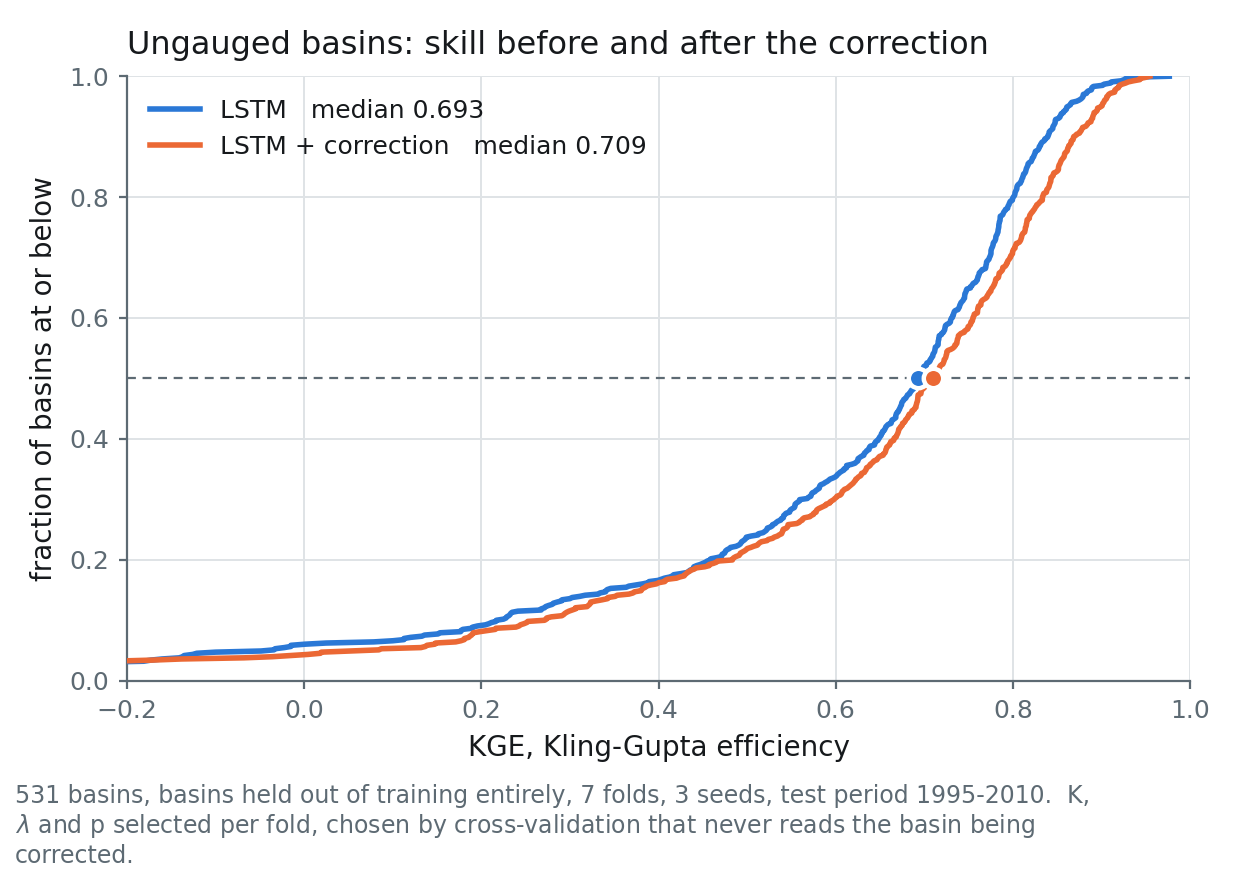 Ungauged basins: skill before and after the correction
1.0
LSTM median 0.693
LSTM + correction median 0.709
0.8
0.6
0.4
0.2
0.0
fraction of basins at or below
−0.2 0.0 0.2 0.4 0.6 0.8 1.0
KGE, Kling-Gupta efficiency
531 basins, basins held out of training entirely, 7 folds, 3 seeds, test period 1995-2010. K,
λ and p selected per fold, chosen by cross-validation that never reads the basin being
corrected.